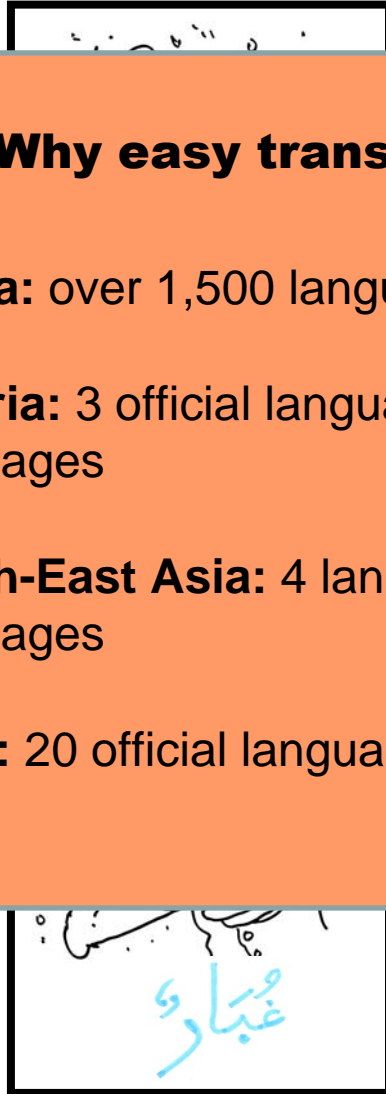 Why easy trans
a: over 1,500 langu
ria: 3 official langua
ages
h-East Asia: 4 lan
ages
: 20 official langua
غُبَار